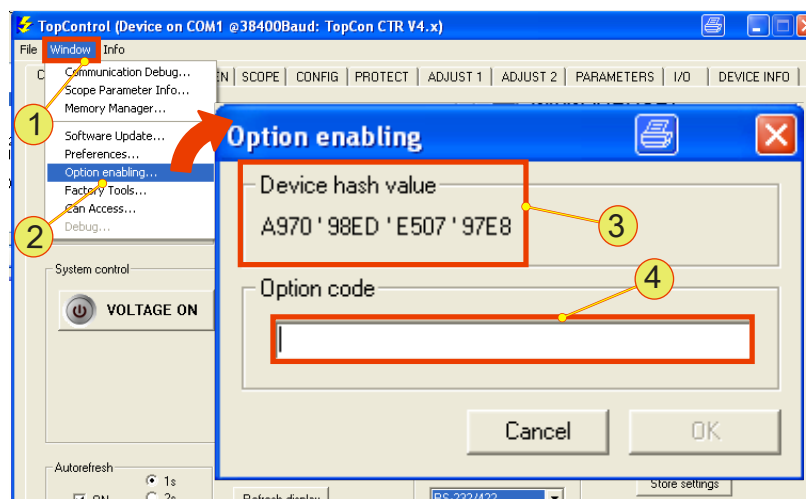 TopControl (Device on COM1 @38400Baud: TopCon CTR V4.x)
File Window Info
EN | SCOPE | CONFIG | PROTECT | ADJUST 1 | ADJUST 2 | PARAMETERS | I/O | DEVICE INFO
Communication Debug...
Scope Parameter Info...
Memory Manager...
1
Software Update...
Preferences...
Option enabling...
Factory Tools...
Can Access...
Debug...
2
Option enabling
Device hash value
A970 ' 98ED ' E507 ' 97E8
3
Option code
4
Cancel
OK
System control
VOLTAGE ON
Autorefresh
1s
ON
2s
Refresh display
RS-232/422
Store settings